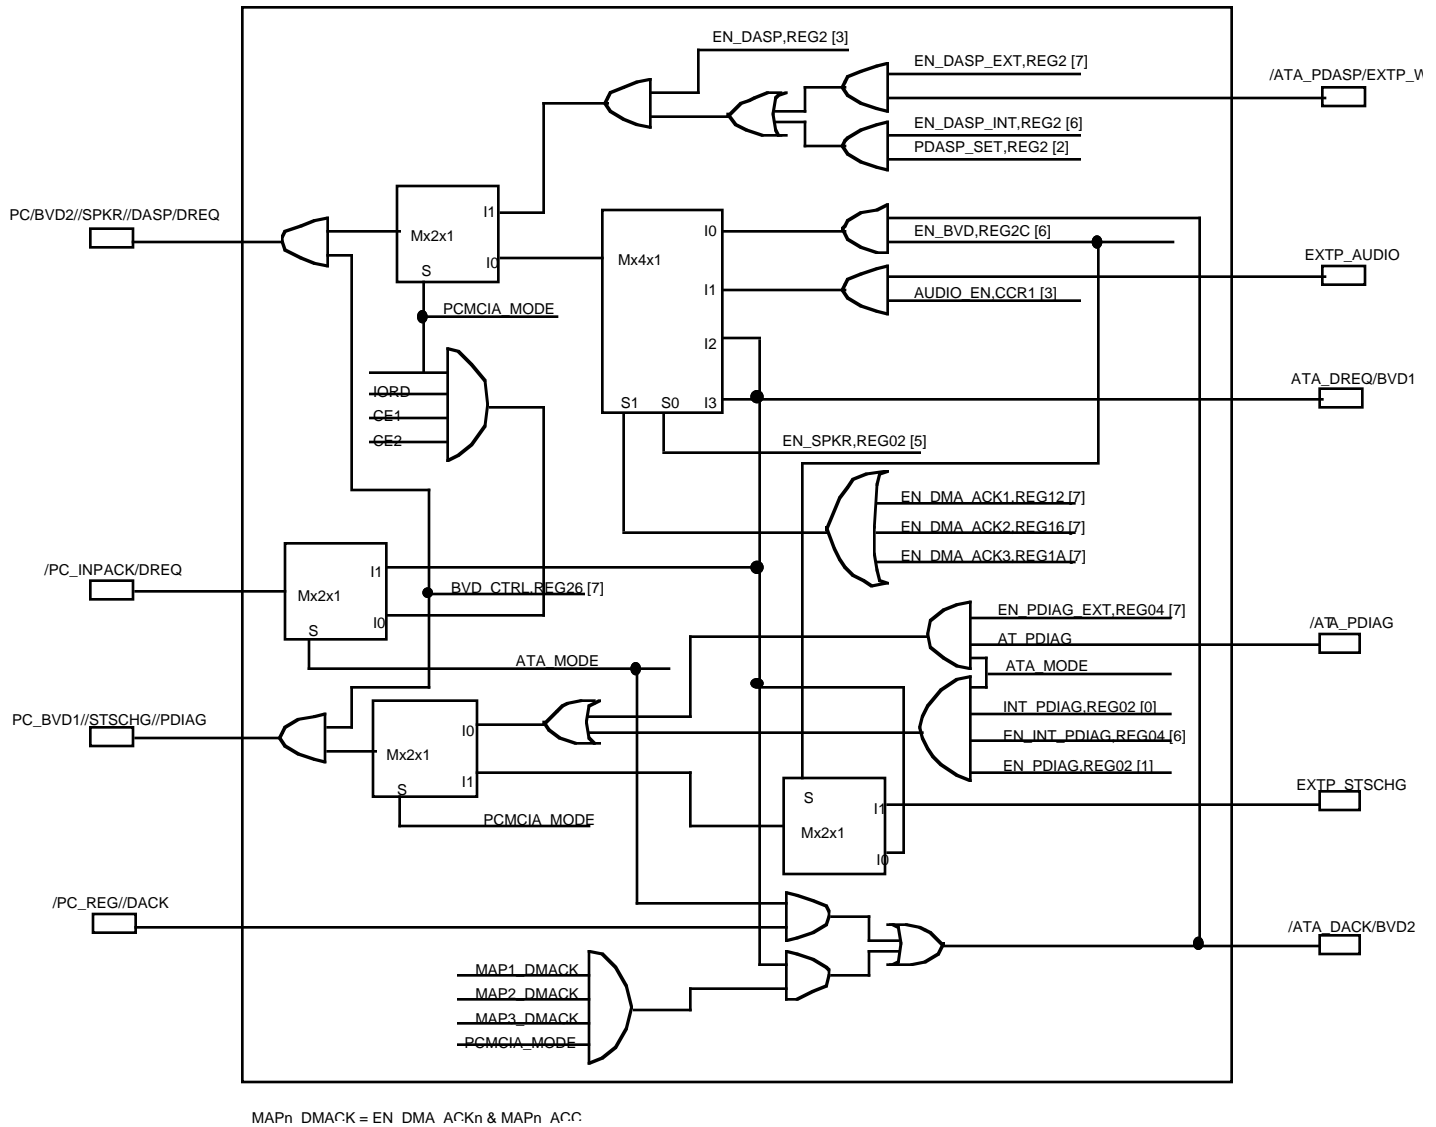 EN_DASP,REG2 [3]
EN_DASP_EXT,REG2 [7]
/ATA_PDASP/EXTP_W
EN_DASP_INT,REG2 [6]
PDASP_SET,REG2 [2]
PC/BVD2//SPKR//DASP/DREQ
I1
Mx2x1
I0
S
I0
EN_BVD,REG2C [6]
Mx4x1
EXTP_AUDIO
I1
AUDIO_EN,CCR1 [3]
PCMCIA_MODE
I2
ATA_DREQ/BVD1
IORD
S1
S0
I3
CE1
CE2
EN_SPKR,REG02 [5]
EN_DMA_ACK1,REG12 [7]
EN_DMA_ACK2,REG16 [7]
EN_DMA_ACK3,REG1A [7]
/PC_INPACK/DREQ
I1
Mx2x1
BVD_CTRL,REG26 [7]
I0
S
EN_PDIAG_EXT,REG04 [7]
/ATA_PDIAG
AT_PDIAG
ATA_MODE
ATA_MODE
PC_BVD1//STSCHG//PDIAG
INT_PDIAG,REG02 [0]
I0
EN_INT_PDIAG,REG04 [6]
Mx2x1
EN_PDIAG,REG02 [1]
I1
S
EXTP_STSCHG
S
I1
PCMCIA_MODE
Mx2x1
I0
/PC_REG//DACK
/ATA_DACK/BVD2
MAP1_DMACK
MAP2_DMACK
MAP3_DMACK
PCMCIA_MODE
MAPn_DMACK = EN_DMA_ACKn & MAPn_ACC